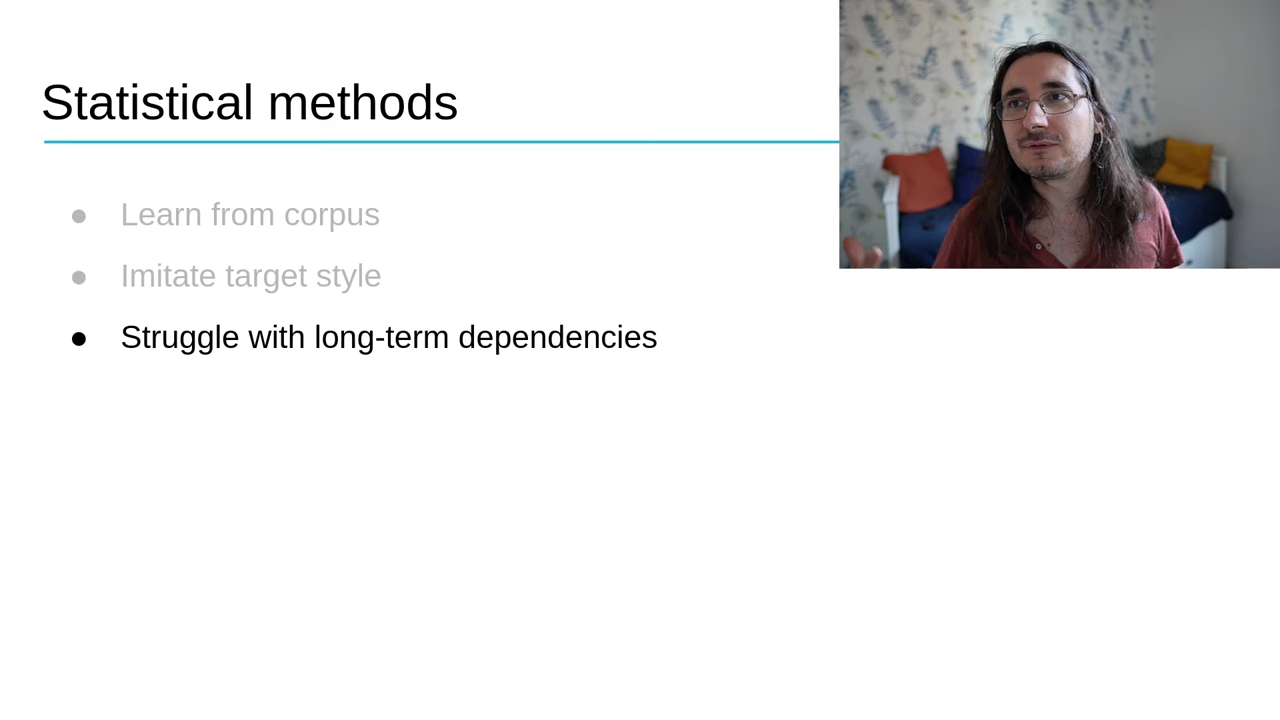 Statistical methods
● Learn from corpus
● Imitate target style
● Struggle with long-term dependencies